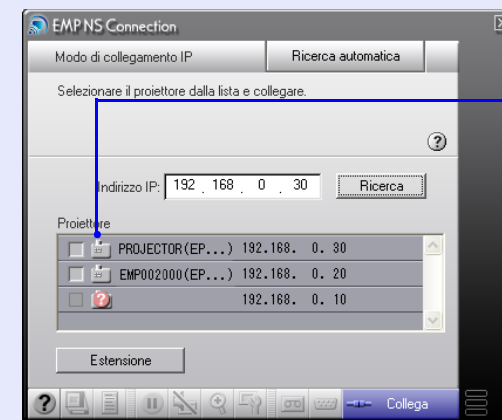 EMP NS Connection
Modo di collegamento IP
Ricerca automatica
Selezionare il proiettore dalla lista e collegare.
?
Indirizzo IP: 192 . 168 . 0 . 30 Ricerca
Proiettore
PROJECTOR(EP...) 192.168. 0. 30
EMP002000(EP...) 192.168. 0. 20
? 192.168. 0. 10
Estensione
? Collega